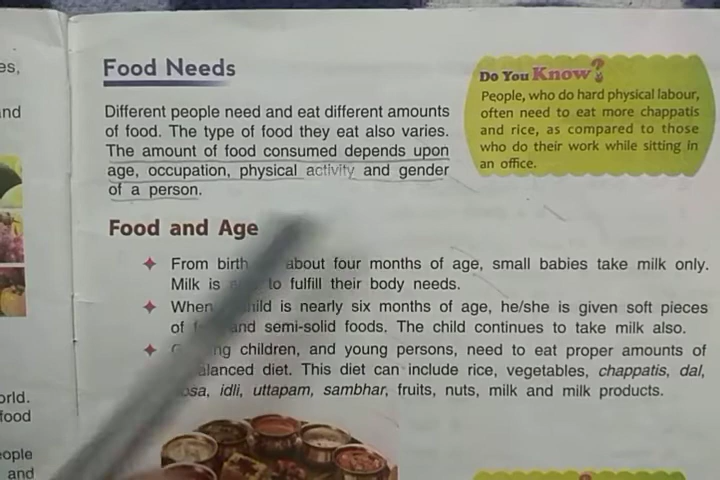 es,
nd
orld.
food
eople
and
Food Needs
Different people need and eat different amounts
of food. The type of food they eat also varies.
The amount of food consumed depends upon
age, occupation, physical activity and gender
of a person.
Do You Know?
People, who do hard physical labour,
often need to eat more chappatis
and rice, as compared to those
who do their work while sitting in
an office.
Food and Age
From birth about four months of age, small babies take milk only.
Milk is to fulfill their body needs.
When child is nearly six months of age, he/she is given soft pieces
of and semi-solid foods. The child continues to take milk also.
children, and young persons, need to eat proper amounts of
balanced diet. This diet can include rice, vegetables, chappatis, dal,
idli, uttapam, sambhar, fruits, nuts, milk and milk products.